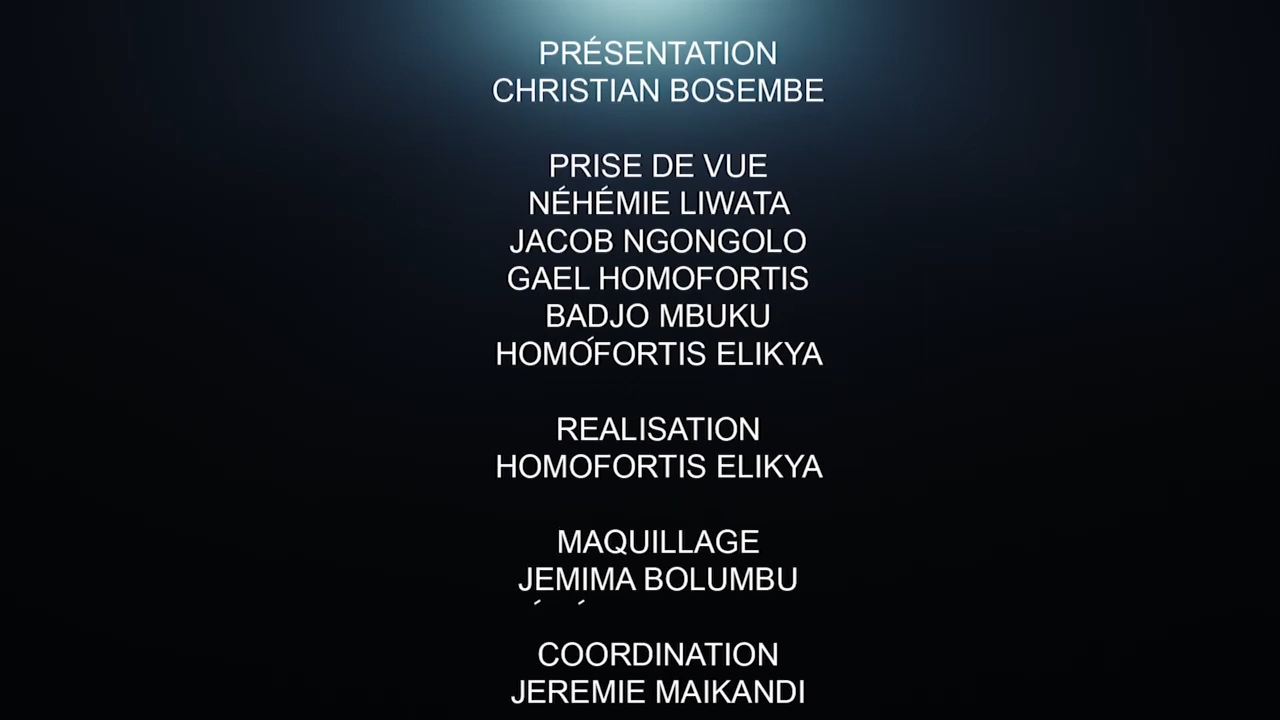 PRÉSENTATION
CHRISTIAN BOSEMBE
PRISE DE VUE
NÉHÉMIE LIWATA
JACOB NGONGOLO
GAEL HOMOFORTIS
BADJO MBUKU
HOMOFORTIS ELIKYA
REALISATION
HOMOFORTIS ELIKYA
MAQUILLAGE
JEMIMA BOLUMBU
COORDINATION
JEREMIE MAIKANDI